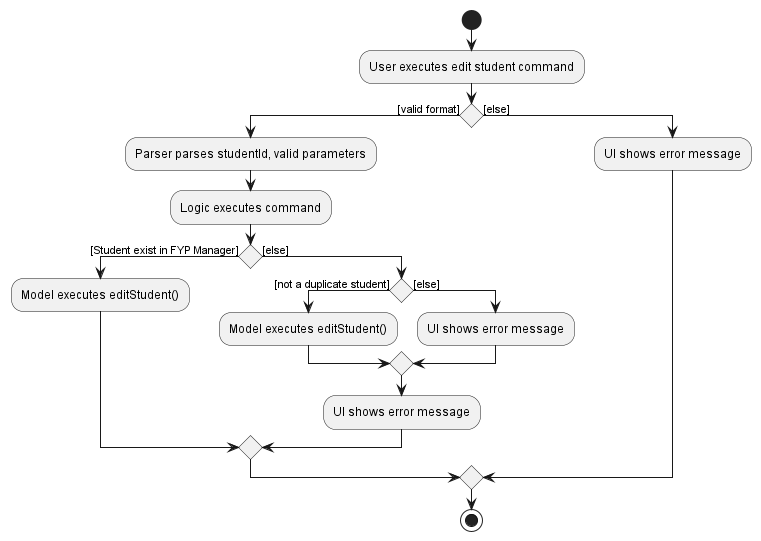 User executes edit student command
[valid format]
[else]
Parser parses studentId, valid parameters
UI shows error message
Logic executes command
[Student exist in FYP Manager]
[else]
Model executes editStudent()
[not a duplicate student]
[else]
Model executes editStudent()
UI shows error message
UI shows error message